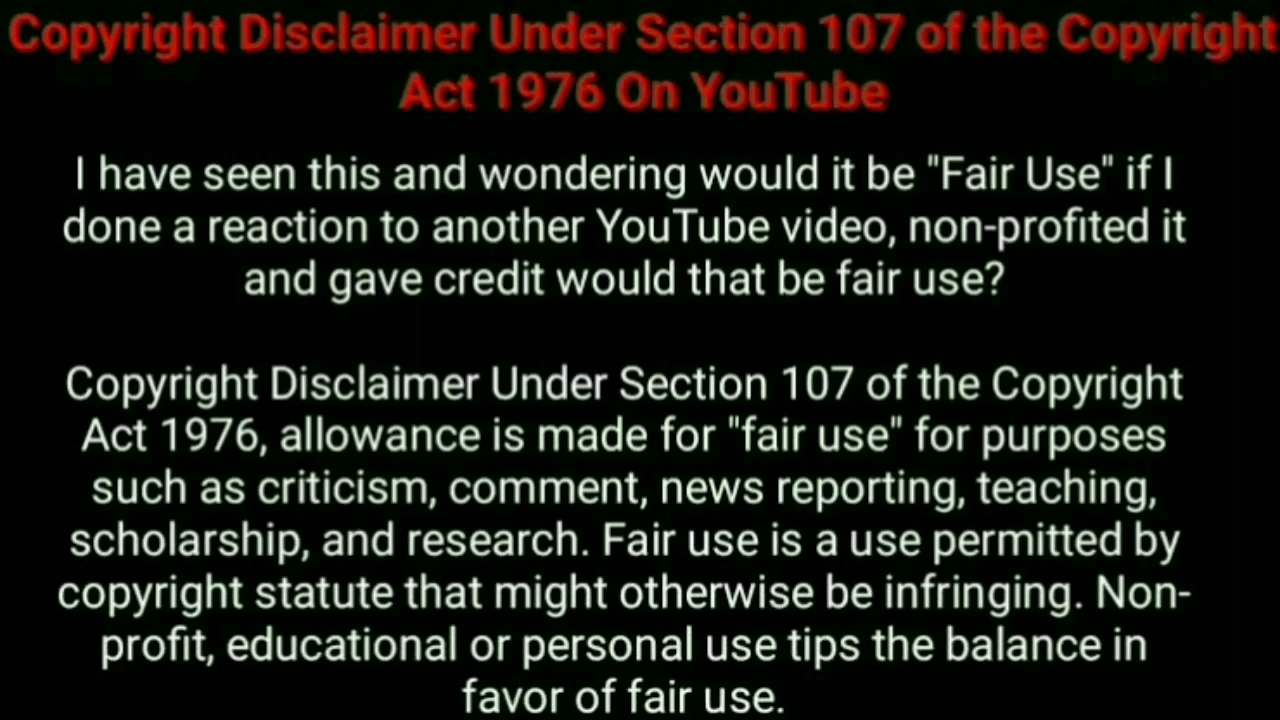 Copyright Disclaimer Under Section 107 of the Copyright
Act 1976 On YouTube
I have seen this and wondering would it be "Fair Use" if I
done a reaction to another YouTube video, non-profited it
and gave credit would that be fair use?
Copyright Disclaimer Under Section 107 of the Copyright
Act 1976, allowance is made for "fair use" for purposes
such as criticism, comment, news reporting, teaching,
scholarship, and research. Fair use is a use permitted by
copyright statute that might otherwise be infringing. Non-
profit, educational or personal use tips the balance in
favor of fair use.